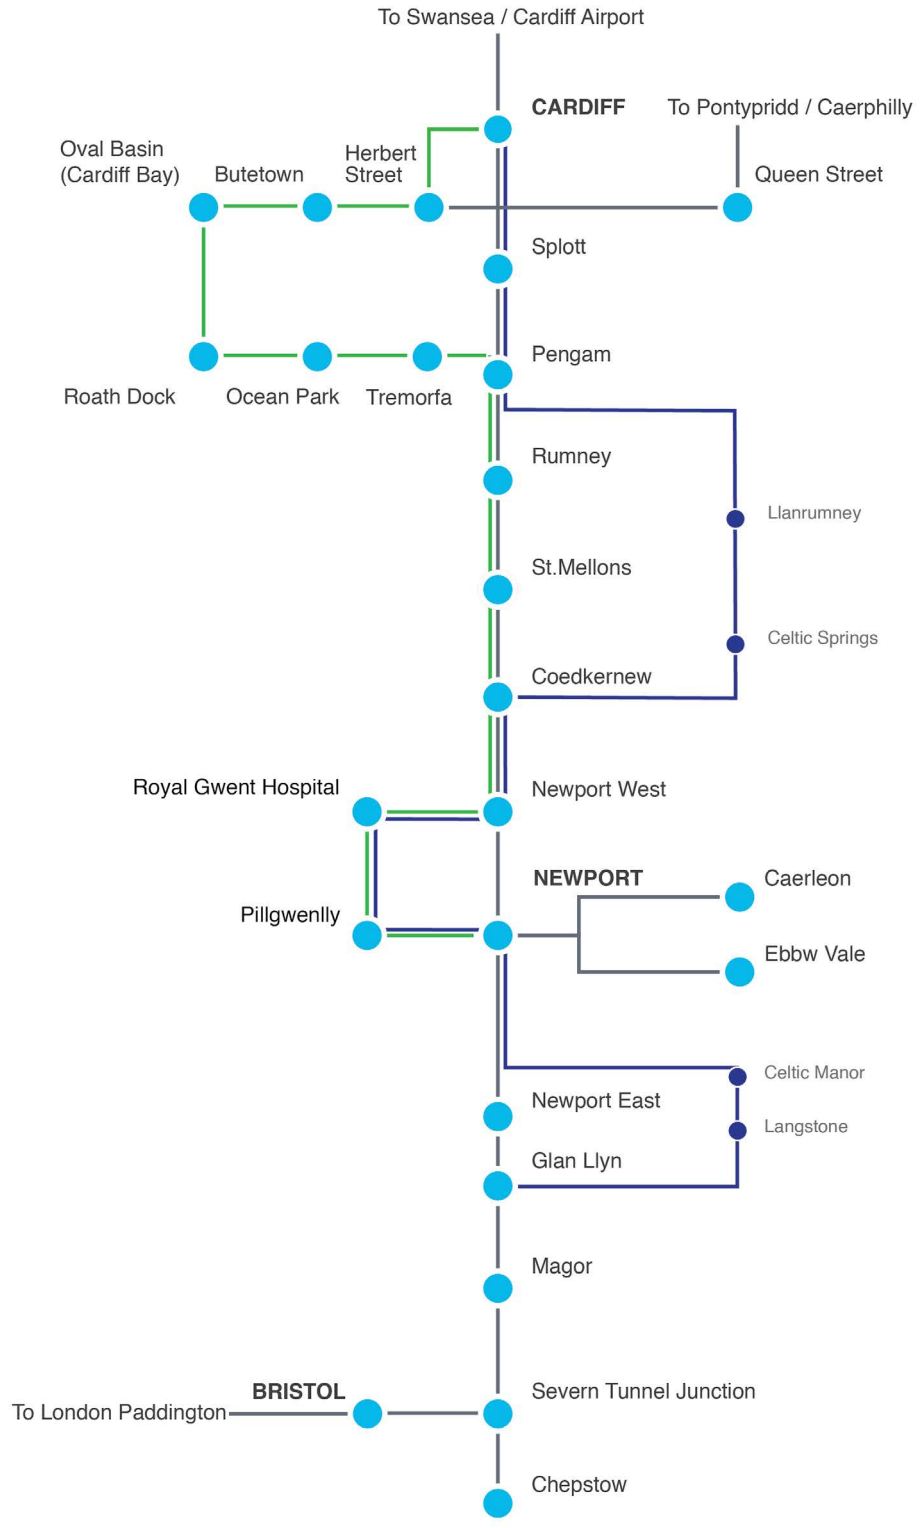 To Swansea / Cardiff Airport
CARDIFF
To Pontypridd / Caerphilly
Oval Basin
(Cardiff Bay)
Butetown
Herbert
Street
Queen Street
Splott
Pengam
Roath Dock
Ocean Park
Tremorfa
Rumney
Llanrumney
St.Mellons
Celtic Springs
Coedkernew
Royal Gwent Hospital
Newport West
NEWPORT
Caerleon
Pillgwenlly
Ebbw Vale
Celtic Manor
Newport East
Langstone
Glan Llyn
Magor
BRISTOL
Severn Tunnel Junction
To London Paddington
Chepstow